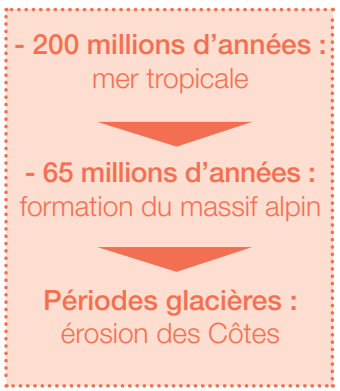 - 200 millions d’années :
mer tropicale
- 65 millions d’années :
formation du massif alpin
Périodes glacières :
érosion des Côtes